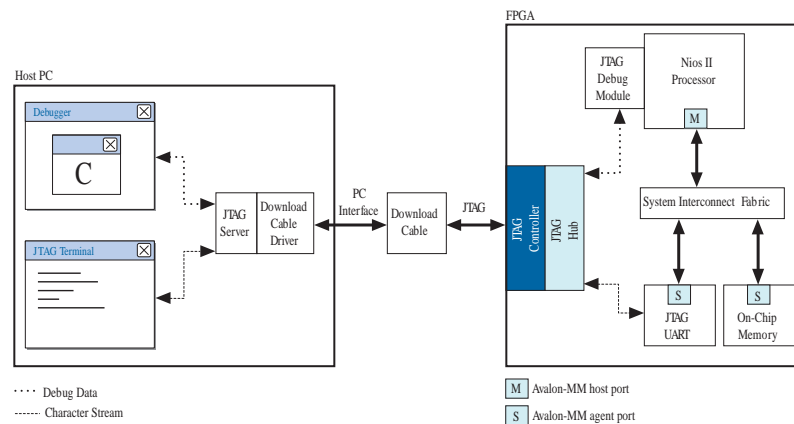 FPGA
Host PC
Debugger
C
JTAG Terminal
JTAG
Server
Download
Cable
Driver
PC
Interface
Download
Cable
JTAG
JTAG
Controller
JTAG
Hub
JTAG
Debug
Module
Nios II
Processor
M
System Interconnect Fabric
S
JTAG
UART
S
On-Chip
Memory
Debug Data
Character Stream
M Avalon-MM host port
S Avalon-MM agent port